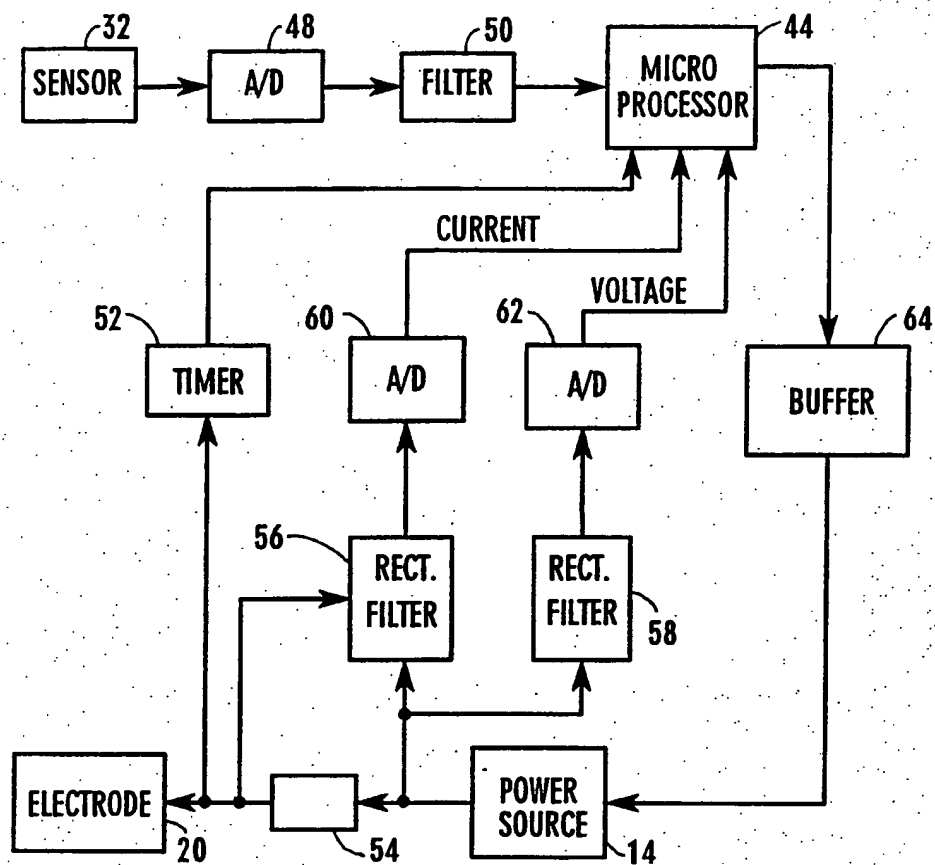 32
48
50
44
SENSOR
A/D
FILTER
MICRO
PROCESSOR
CURRENT
VOLTAGE
52
60
62
64
TIMER
A/D
A/D
BUFFER
56
RECT.
FILTER
RECT.
FILTER
58
ELECTRODE
POWER
SOURCE
20
54
14